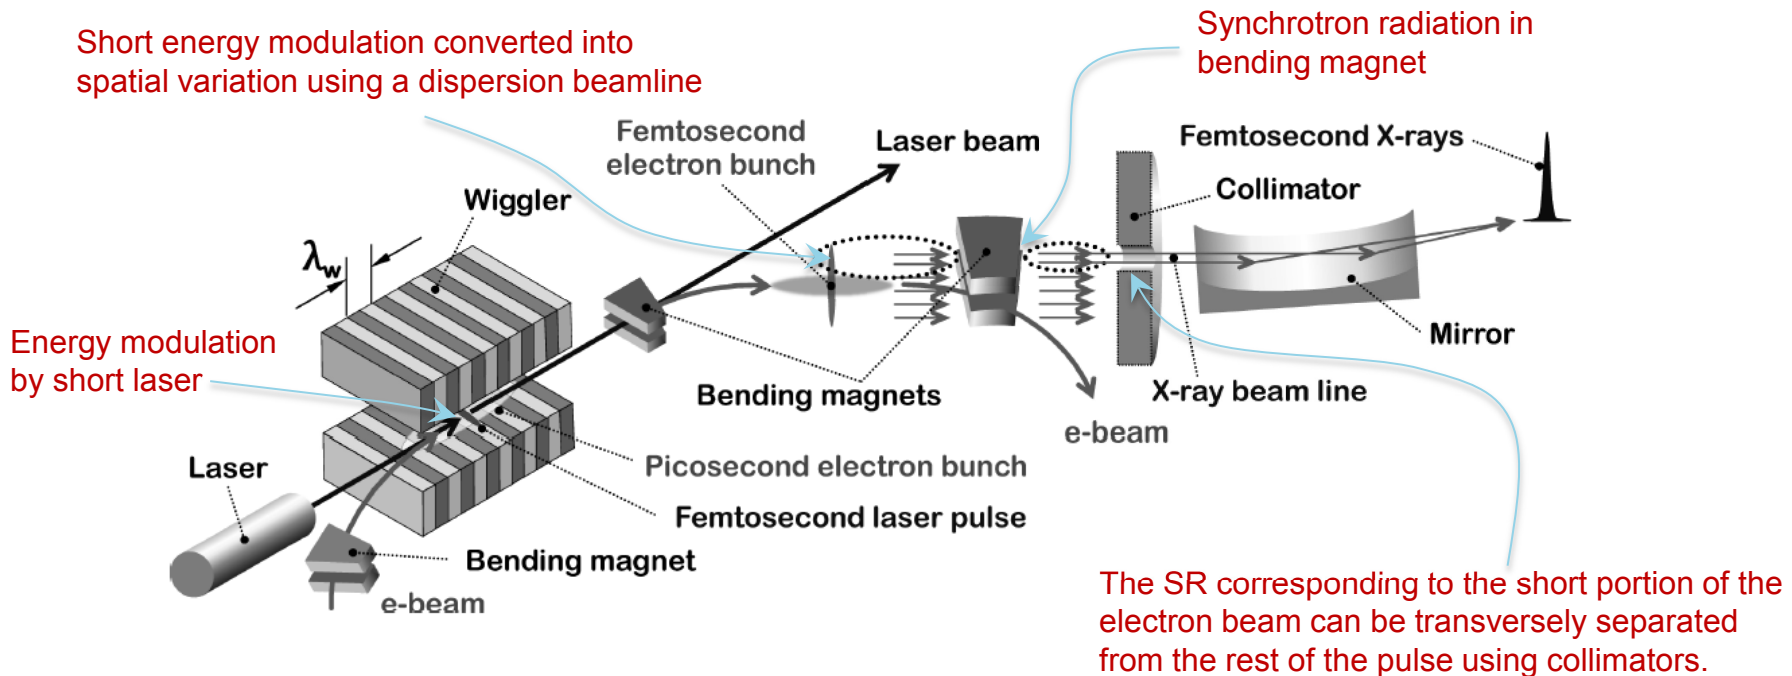 Short energy modulation converted into
spatial variation using a dispersion beamline
Synchrotron radiation in
bending magnet
Femtosecond
electron bunch
Laser beam
Femtosecond X-rays
Collimator
Wiggler
λw
Energy modulation
by short laser
Mirror
Bending magnets
X-ray beam line
e-beam
Laser
Picosecond electron bunch
Femtosecond laser pulse
Bending magnet
e-beam
The SR corresponding to the short portion of the
electron beam can be transversely separated
from the rest of the pulse using collimators.